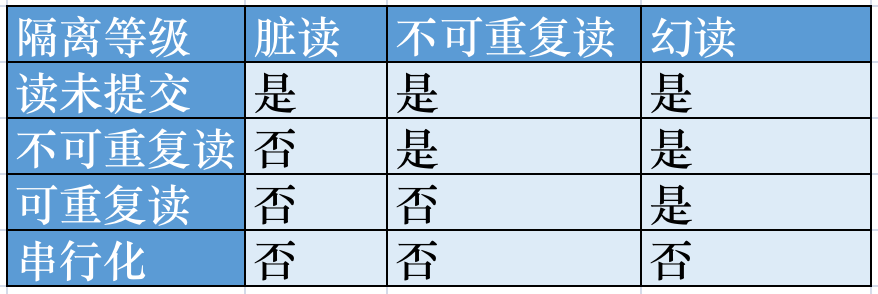 隔离等级 脏读 不可重复读 幻读
读未提交 是 是 是
不可重复读 否 是 是
可重复读 否 否 是
串行化 否 否 否